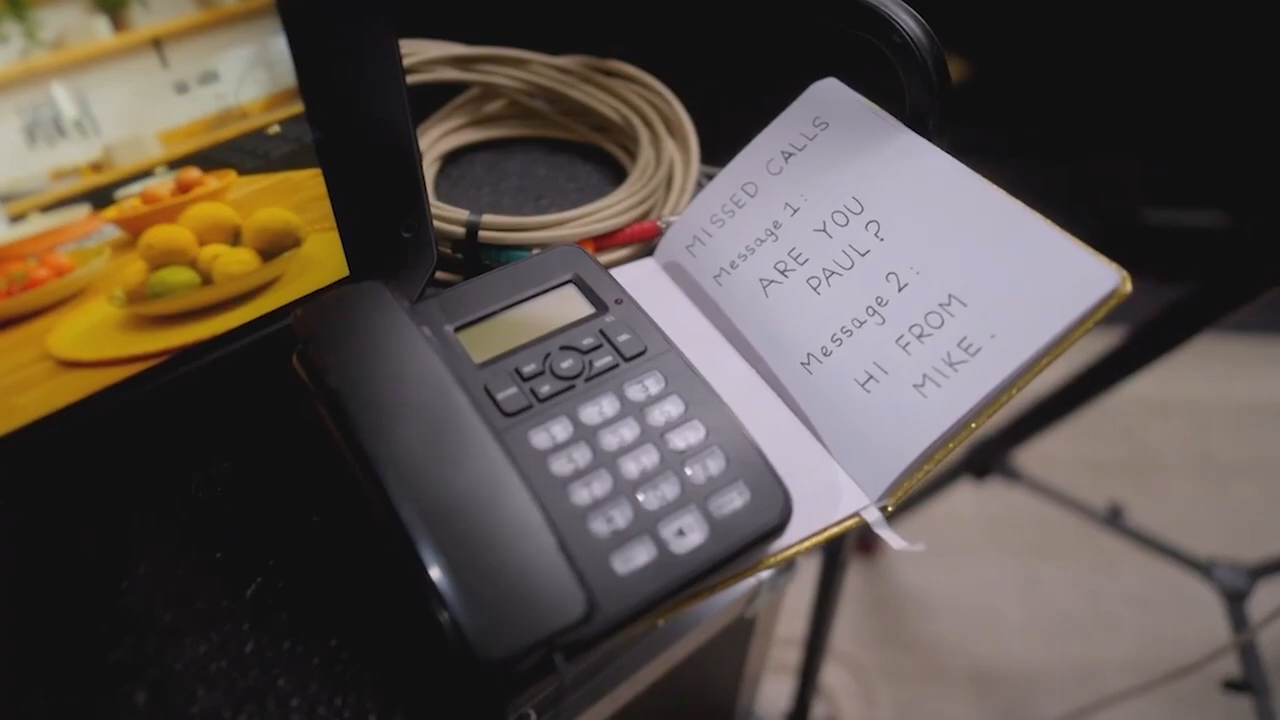 MISSED CALLS
Message 1:
ARE YOU
PAUL?
Message 2:
HI FROM
MIKE.